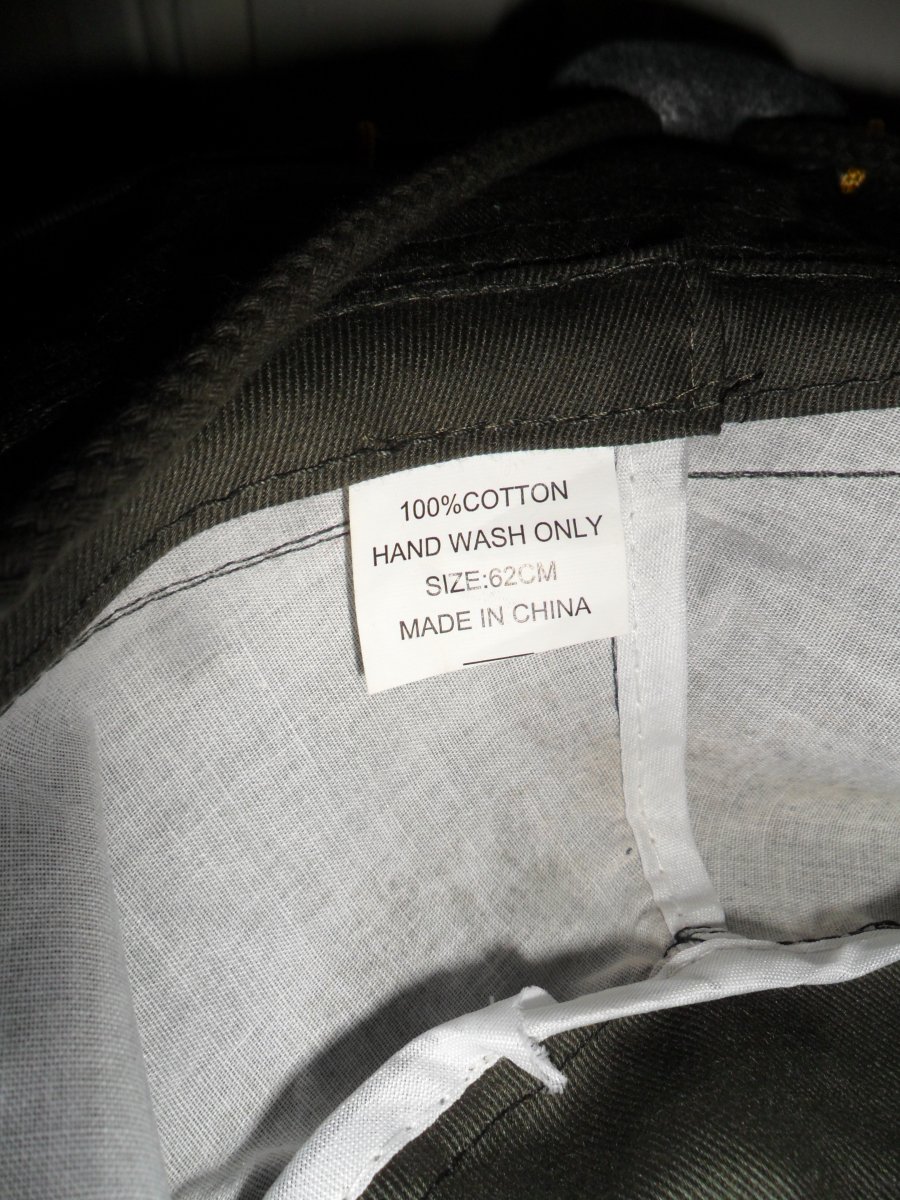 100%COTTON
HAND WASH ONLY
SIZE:62CM
MADE IN CHINA